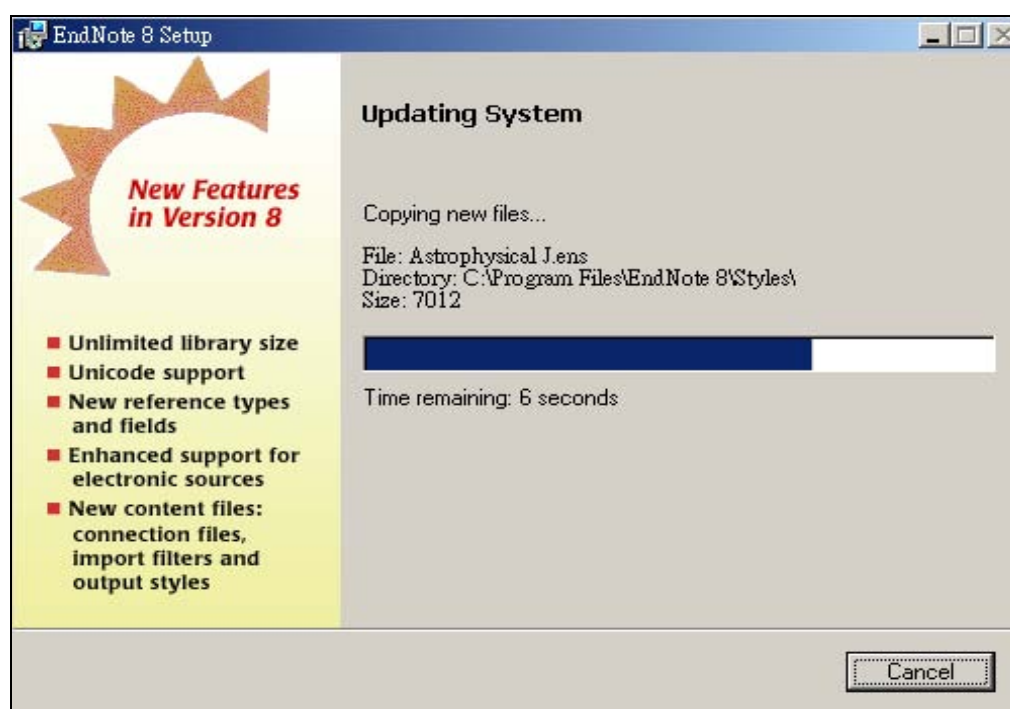 EndNote 8 Setup
New Features
in Version 8
Unlimited library size
Unicode support
New reference types
and fields
Enhanced support for
electronic sources
New content files:
connection files,
import filters and
output styles
Updating System
Copying new files...
File: Astrophysical J.ens
Directory: C:\Program Files\EndNote 8\Styles\
Size: 7012
Time remaining: 6 seconds
Cancel